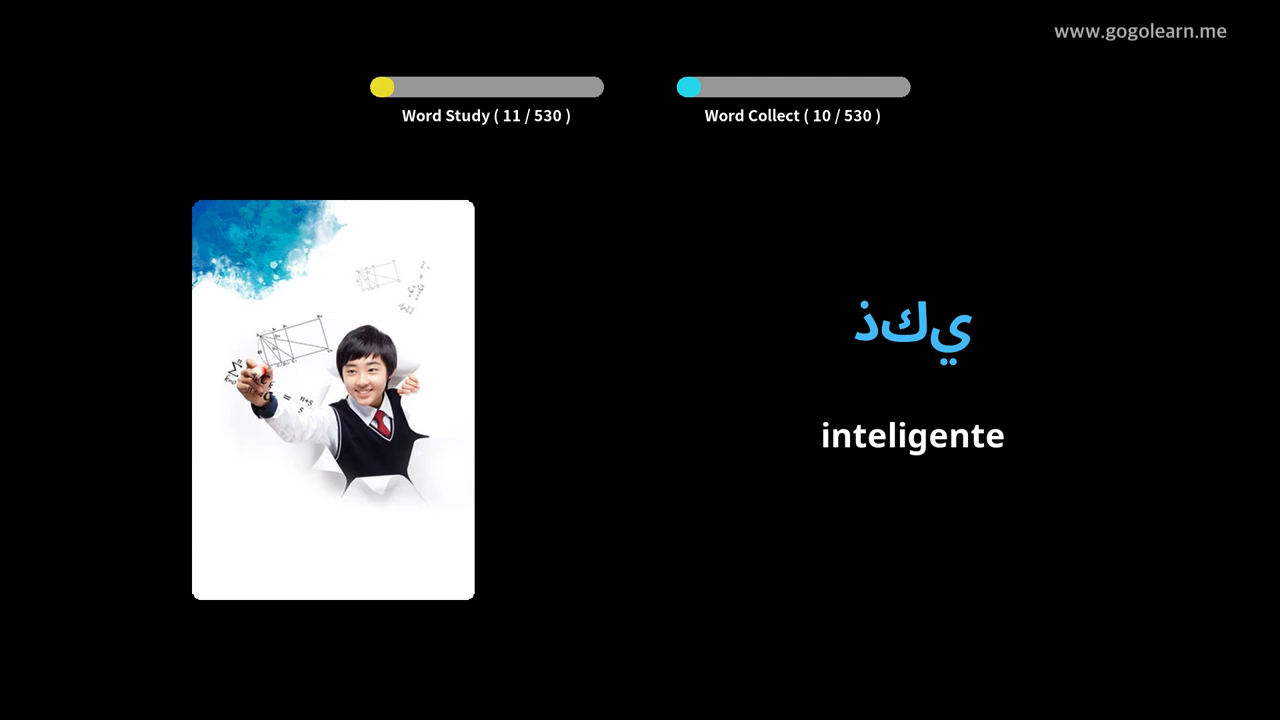 www.gogolearn.me
Word Study ( 11 / 530 )
Word Collect ( 10 / 530 )
ذكي
inteligente